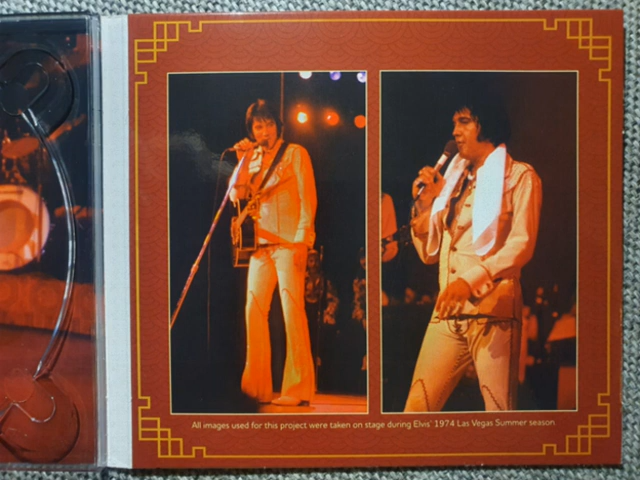 All images used for this project were taken on stage during Elvis' 1974 Las Vegas Summer season.